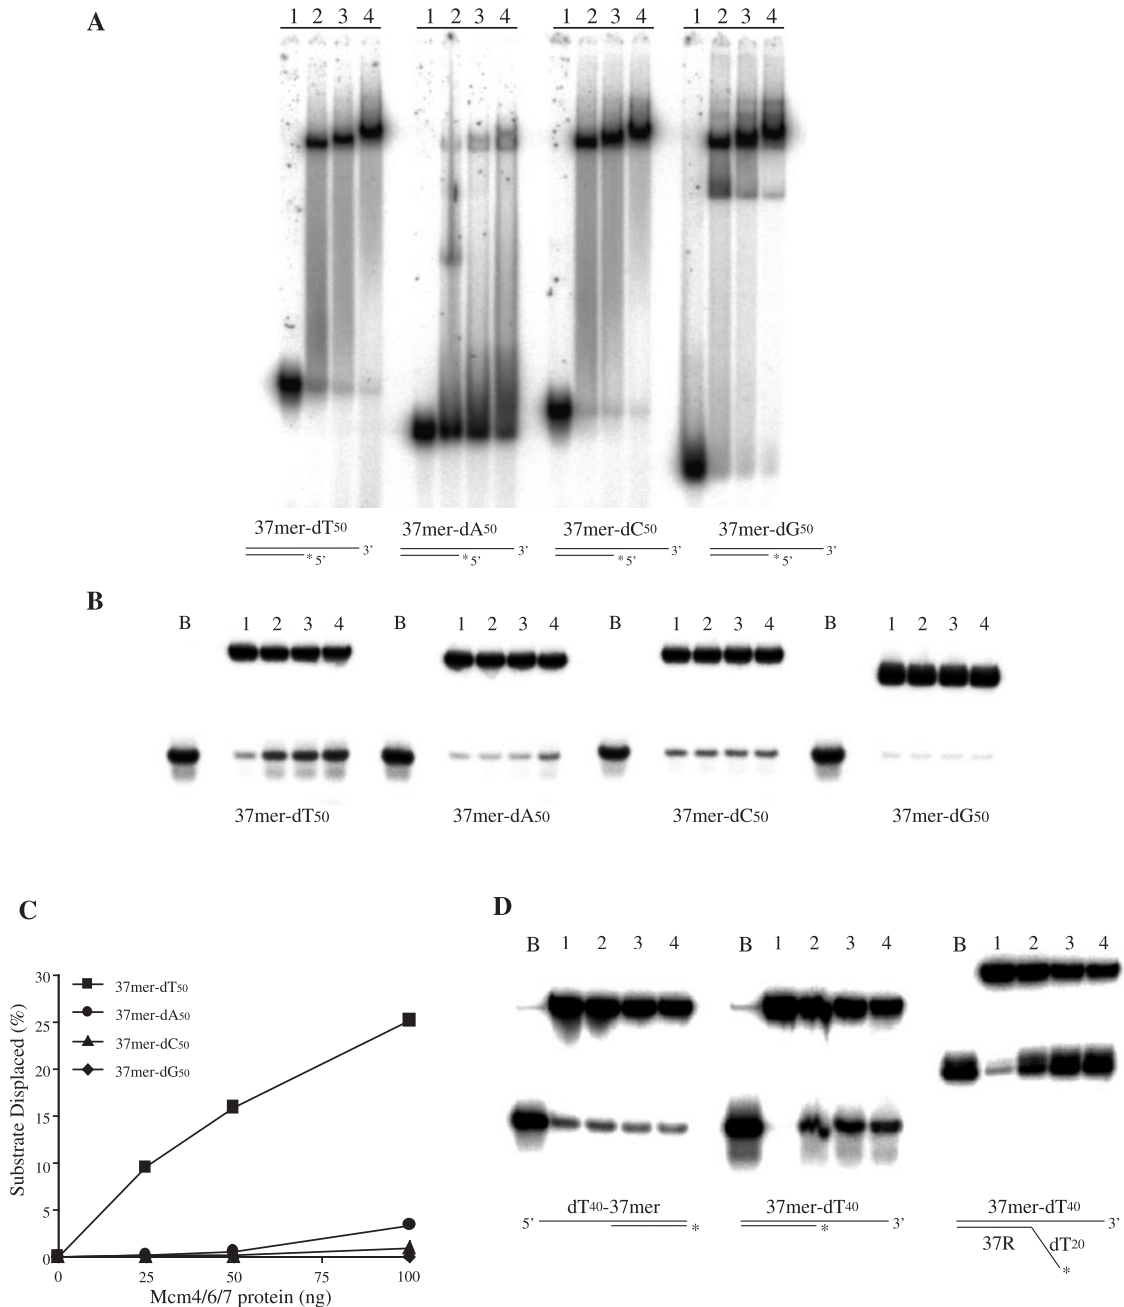 A
1 2 3 4 1 2 3 4 1 2 3 4 1 2 3 4
37mer-dT50 37mer-dA50 37mer-dC50 37mer-dG50
* 5’ 3’ * 5’ 3’ * 5’ 3’ * 5’ 3’
B
B 1 2 3 4 B 1 2 3 4 B 1 2 3 4 B 1 2 3 4
37mer-dT50 37mer-dA50 37mer-dC50 37mer-dG50
C
Substrate Displaced (%)
30
25
20
15
10
5
0
37mer-dT50
37mer-dA50
37mer-dC50
37mer-dG50
0 25 50 75 100
Mcm4/6/7 protein (ng)
D
B 1 2 3 4 B 1 2 3 4 B 1 2 3 4
dT40-37mer 37mer-dT40 37mer-dT40
5’ * * 3’ 3’
37R dT20
*